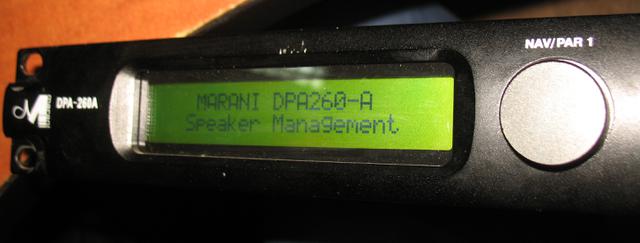 NAV/PAR 1
DPA-260A
MARANI DPA260-A
Speaker Management